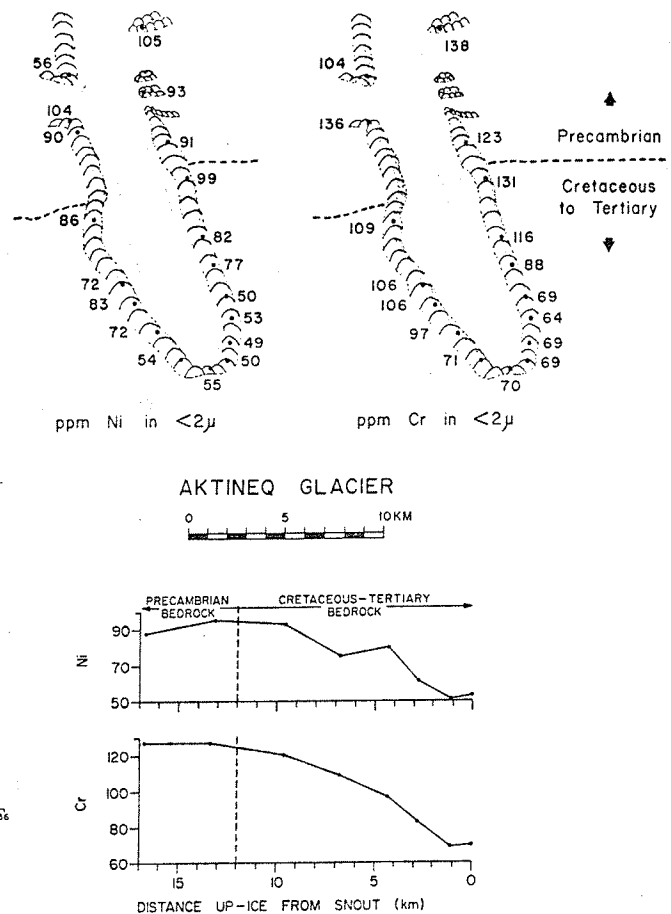 105
56
93
104
90
91
99
86
82
77
72
50
83
53
72
49
54
50
55
ppm Ni in <2μ
138
104
136
123
Precambrian
131
Cretaceous
to Tertiary
109
116
88
106
69
106
64
97
69
71
69
70
ppm Cr in <2μ
AKTINEQ GLACIER
0 5 10 KM
PRECAMBRIAN
BEDROCK
CRETACEOUS-TERTIARY
BEDROCK
Ni
90
70
50
Cr
120
100
80
60
15 10 5 0
DISTANCE UP-ICE FROM SNOUT (km)